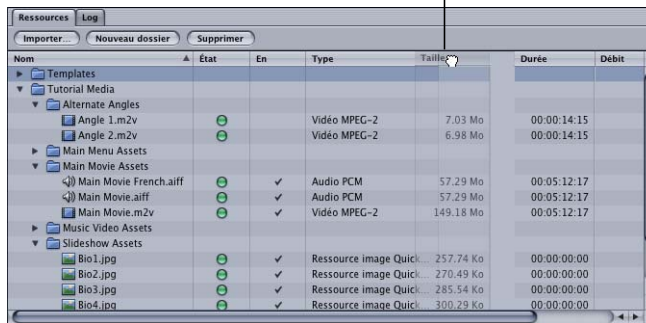 Ressources Log
Importer... Nouveau dossier Supprimer
Nom État En Type Taille Durée Débit
Templates
Tutorial Media
Alternate Angles
Angle 1.m2v Vidéo MPEG-2 7.03 Mo 00:00:14:15
Angle 2.m2v Vidéo MPEG-2 6.98 Mo 00:00:14:15
Main Menu Assets
Main Movie Assets
Main Movie French.aiff Audio PCM 57.29 Mo 00:05:12:17
Main Movie.aiff Audio PCM 57.29 Mo 00:05:12:17
Main Movie.m2v Vidéo MPEG-2 149.18 Mo 00:05:12:17
Music Video Assets
Slideshow Assets
Bio1.jpg Ressource image Quick... 257.74 Ko 00:00:00:00
Bio2.jpg Ressource image Quick... 270.49 Ko 00:00:00:00
Bio3.jpg Ressource image Quick... 285.54 Ko 00:00:00:00
Bio4.jpg Ressource image Quick... 300.29 Ko 00:00:00:00